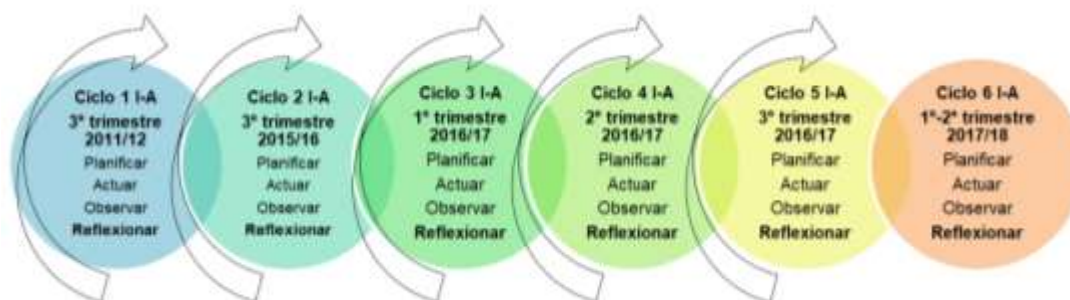 Ciclo 1 I-A
3º trimestre
2011/12
Planificar
Actuar
Observar
Reflexionar
Ciclo 2 I-A
3º trimestre
2015/16
Planificar
Actuar
Observar
Reflexionar
Ciclo 3 I-A
1º trimestre
2016/17
Planificar
Actuar
Observar
Reflexionar
Ciclo 4 I-A
2º trimestre
2016/17
Planificar
Actuar
Observar
Reflexionar
Ciclo 5 I-A
3º trimestre
2016/17
Planificar
Actuar
Observar
Reflexionar
Ciclo 6 I-A
1º-2º trimestre
2017/18
Planificar
Actuar
Observar
Reflexionar